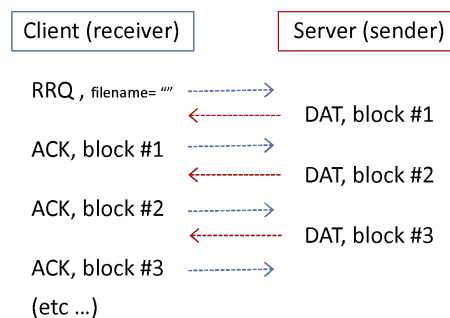 Client (receiver)
Server (sender)
RRQ , filename= “”
DAT, block #1
ACK, block #1
DAT, block #2
ACK, block #2
DAT, block #3
ACK, block #3
(etc ...)